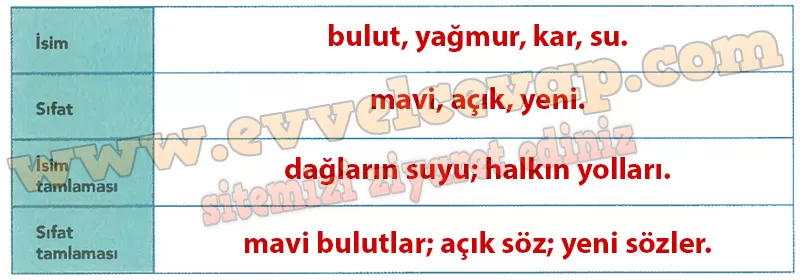 İsim
bulut, yağmur, kar, su.
Sıfat
mavi, açık, yeni.
İsim
tamlaması
dağların suyu; halkın yolları.
Sıfat
tamlaması
mavi bulutlar; açık söz; yeni sözler.
www.evvelcevap.com
sitemizi ziyaret ediniz